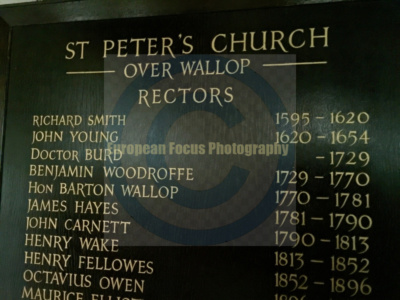 ST PETER'S CHURCH
OVER WALLOP
RECTORS
RICHARD SMITH 1595 – 1620
JOHN YOUNG 1620 – 1654
DOCTOR BURD – 1729
European Focus Photography
BENJAMIN WOODROFFE 1729 – 1770
HON BARTON WALLOP 1770 – 1781
JAMES HAYES 1781 – 1790
JOHN CARNETT 1790 – 1813
HENRY WAKE 1813 – 1852
HENRY FELLOWES 1852 – 1896
OCTAVIUS OWEN
MAURICE